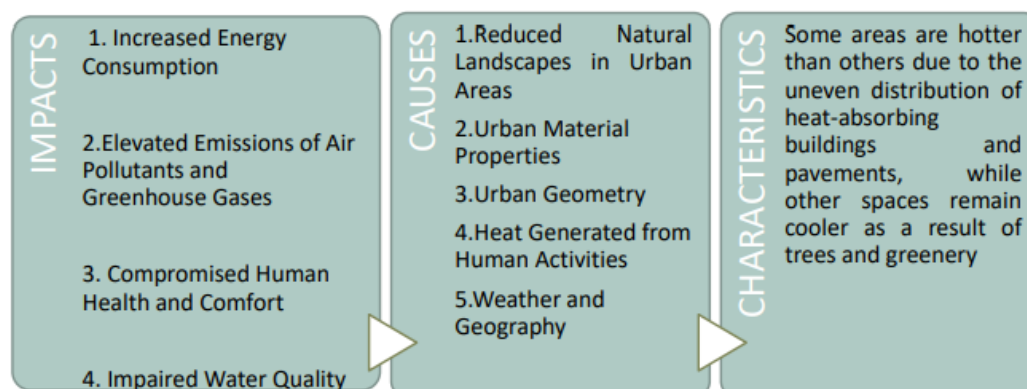 IMPACTS
1. Increased Energy
Consumption
2.Elevated Emissions of Air
Pollutants and
Greenhouse Gases
3. Compromised Human
Health and Comfort
4. Impaired Water Quality
CAUSES
1.Reduced Natural
Landscapes in Urban
Areas
2.Urban Material
Properties
3.Urban Geometry
4.Heat Generated from
Human Activities
5.Weather and
Geography
CHARACTERISTICS
Some areas are hotter
than others due to the
uneven distribution of
heat-absorbing
buildings and
pavements, while
other spaces remain
cooler as a result of
trees and greenery